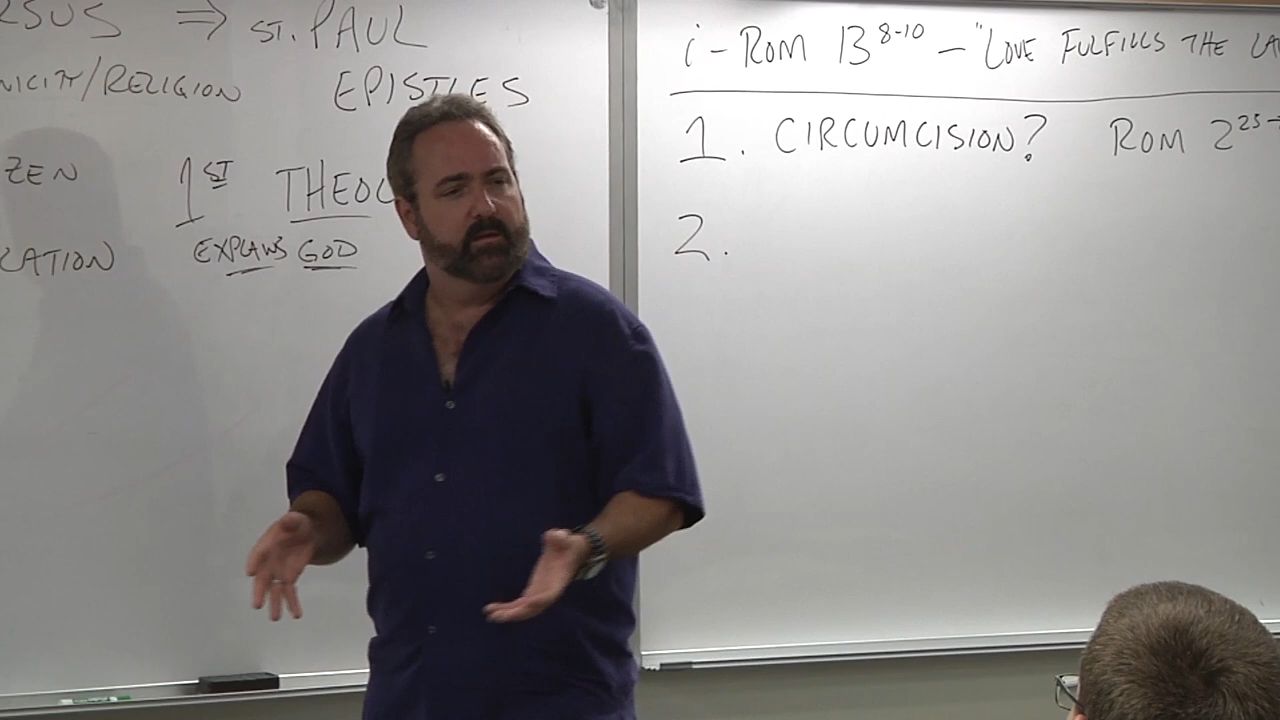 RSUS ⇒ ST. PAUL
NICITY/RELIGION EPISTLES
ZEN 1ST THEOL
CATION) EXPLAINS GOD
i - ROM 13 8-10 - "LOVE FULFILLS THE LA
1. CIRCUMCISION? ROM 2 25-
2.